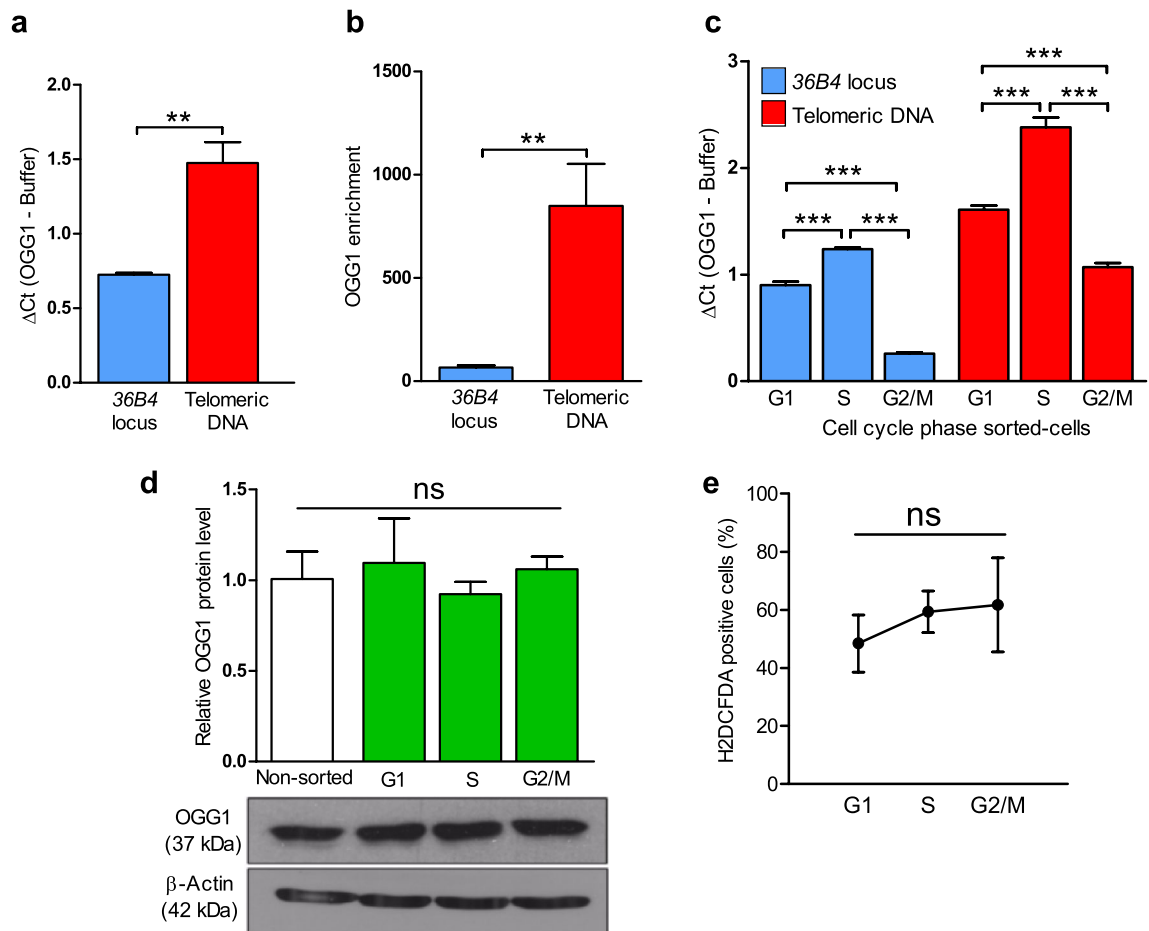 a
ΔCt (OGG1 - Buffer)
2.0
1.5
1.0
0.5
0.0
**
36B4
locus
Telomeric
DNA
b
OGG1 enrichment
1500
1000
500
0
**
36B4
locus
Telomeric
DNA
c
ΔCt (OGG1 - Buffer)
3
2
1
0
36B4 locus
Telomeric DNA
***
*** ***
***
*** ***
G1 S G2/M G1 S G2/M
Cell cycle phase sorted-cells
d
Relative OGG1 protein level
1.5
1.0
0.5
0.0
ns
Non-sorted G1 S G2/M
OGG1
(37 kDa)
β-Actin
(42 kDa)
e
H2DCFDA positive cells (%)
100
80
60
40
20
0
ns
G1 S G2/M